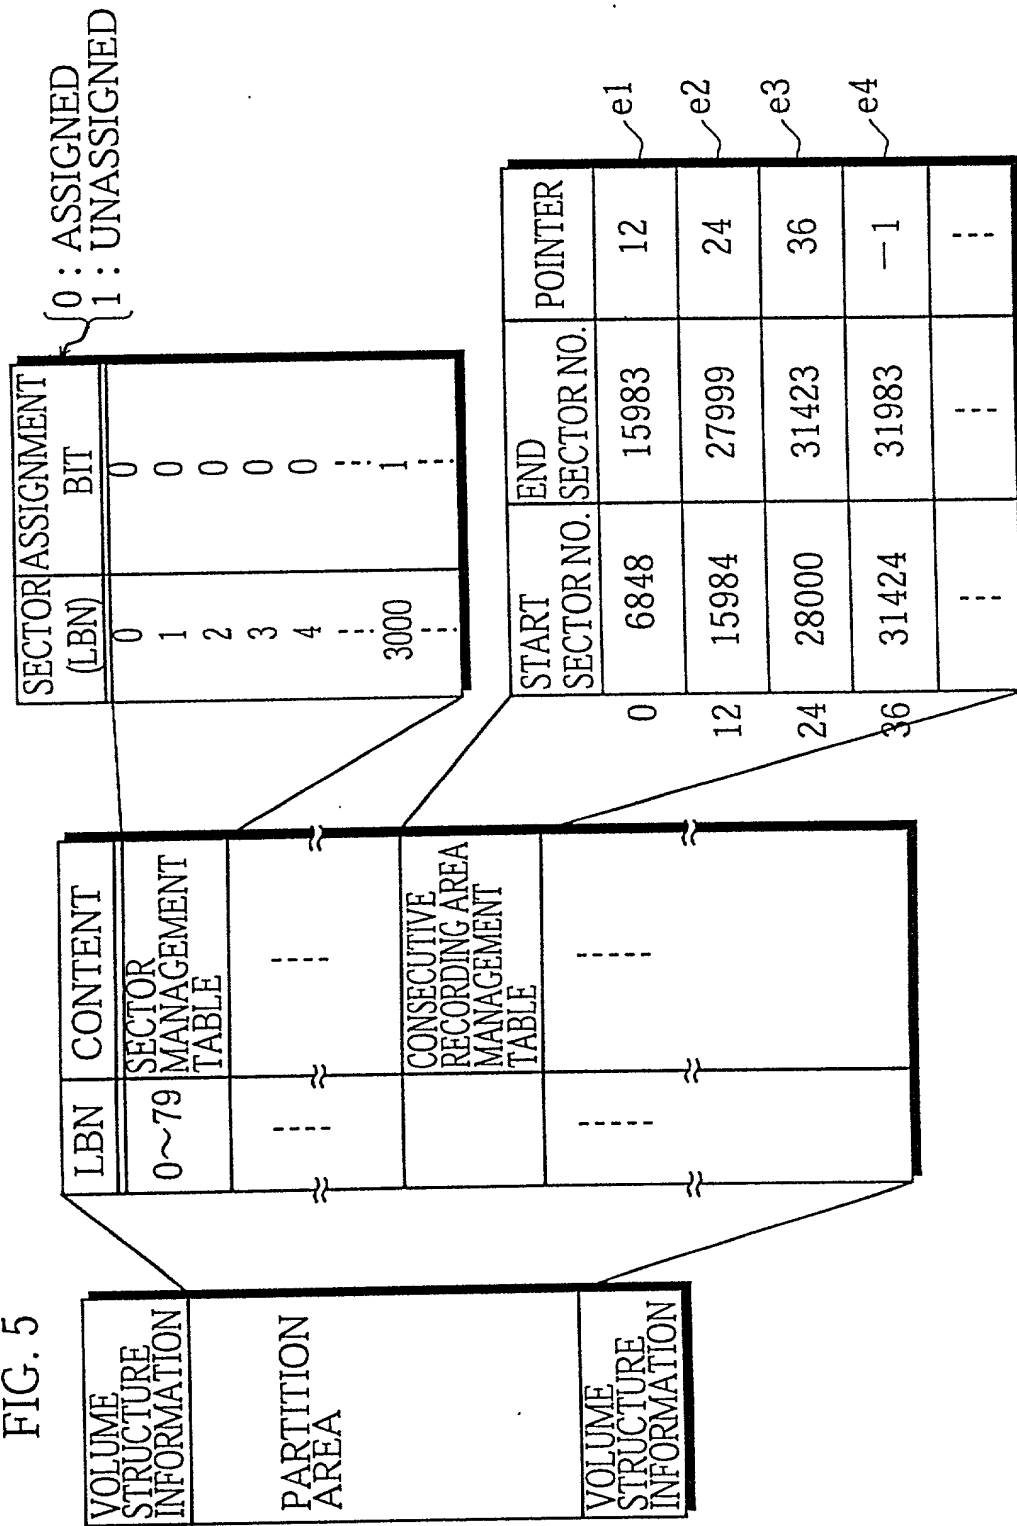 FIG. 5
VOLUME
STRUCTURE
INFORMATION
PARTITION
AREA
VOLUME
STRUCTURE
INFORMATION
LBN CONTENT
0~79 SECTOR
MANAGEMENT
TABLE
CONSECUTIVE
RECORDING AREA
MANAGEMENT
TABLE
SECTOR ASSIGNMENT
(LBN) BIT
0 0
1 0
2 0
3 0
4 0
3000 1
0 : ASSIGNED
1 : UNASSIGNED
START END POINTER
SECTOR NO. SECTOR NO.
0 6848 15983 12 e1
12 15984 27999 24 e2
24 28000 31423 36 e3
36 31424 31983 −1 e4